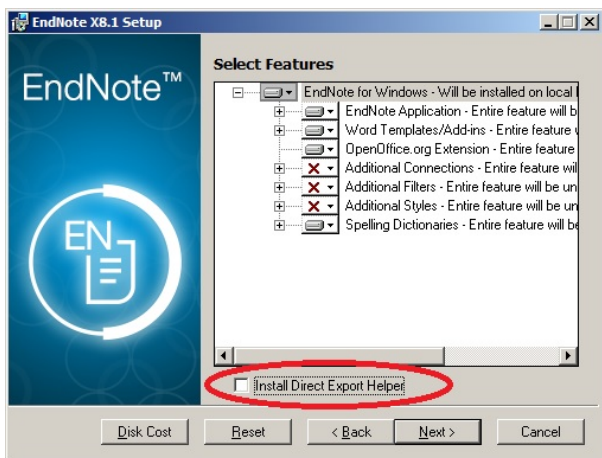 EndNote X8.1 Setup
EndNote™
Select Features
EndNote for Windows - Will be installed on local
EndNote Application - Entire feature will b
Word Templates/Add-ins - Entire feature
OpenOffice.org Extension - Entire feature
Additional Connections - Entire feature wil
Additional Filters - Entire feature will be un
Additional Styles - Entire feature will be un
Spelling Dictionaries - Entire feature will be
EN
Install Direct Export Helper
Disk Cost
Reset
< Back
Next >
Cancel